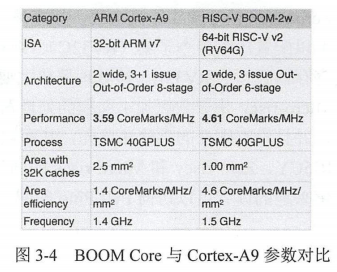 Category ARM Cortex-A9 RISC-V BOOM-2w
ISA 32-bit ARM v7 64-bit RISC-V v2
(RV64G)
Architecture 2 wide, 3+1 issue 2 wide, 3 issue Out-
Out-of-Order 8-stage of-Order 6-stage
Performance 3.59 CoreMarks/MHz 4.61 CoreMarks/MHz
Process TSMC 40GPLUS TSMC 40GPLUS
Area with 2.5 mm² 1.00 mm²
32K caches
Area 1.4 CoreMarks/MHz/ 4.6 CoreMarks/MHz/
efficiency mm² mm²
Frequency 1.4 GHz 1.5 GHz
图 3-4 BOOM Core 与 Cortex-A9 参数对比